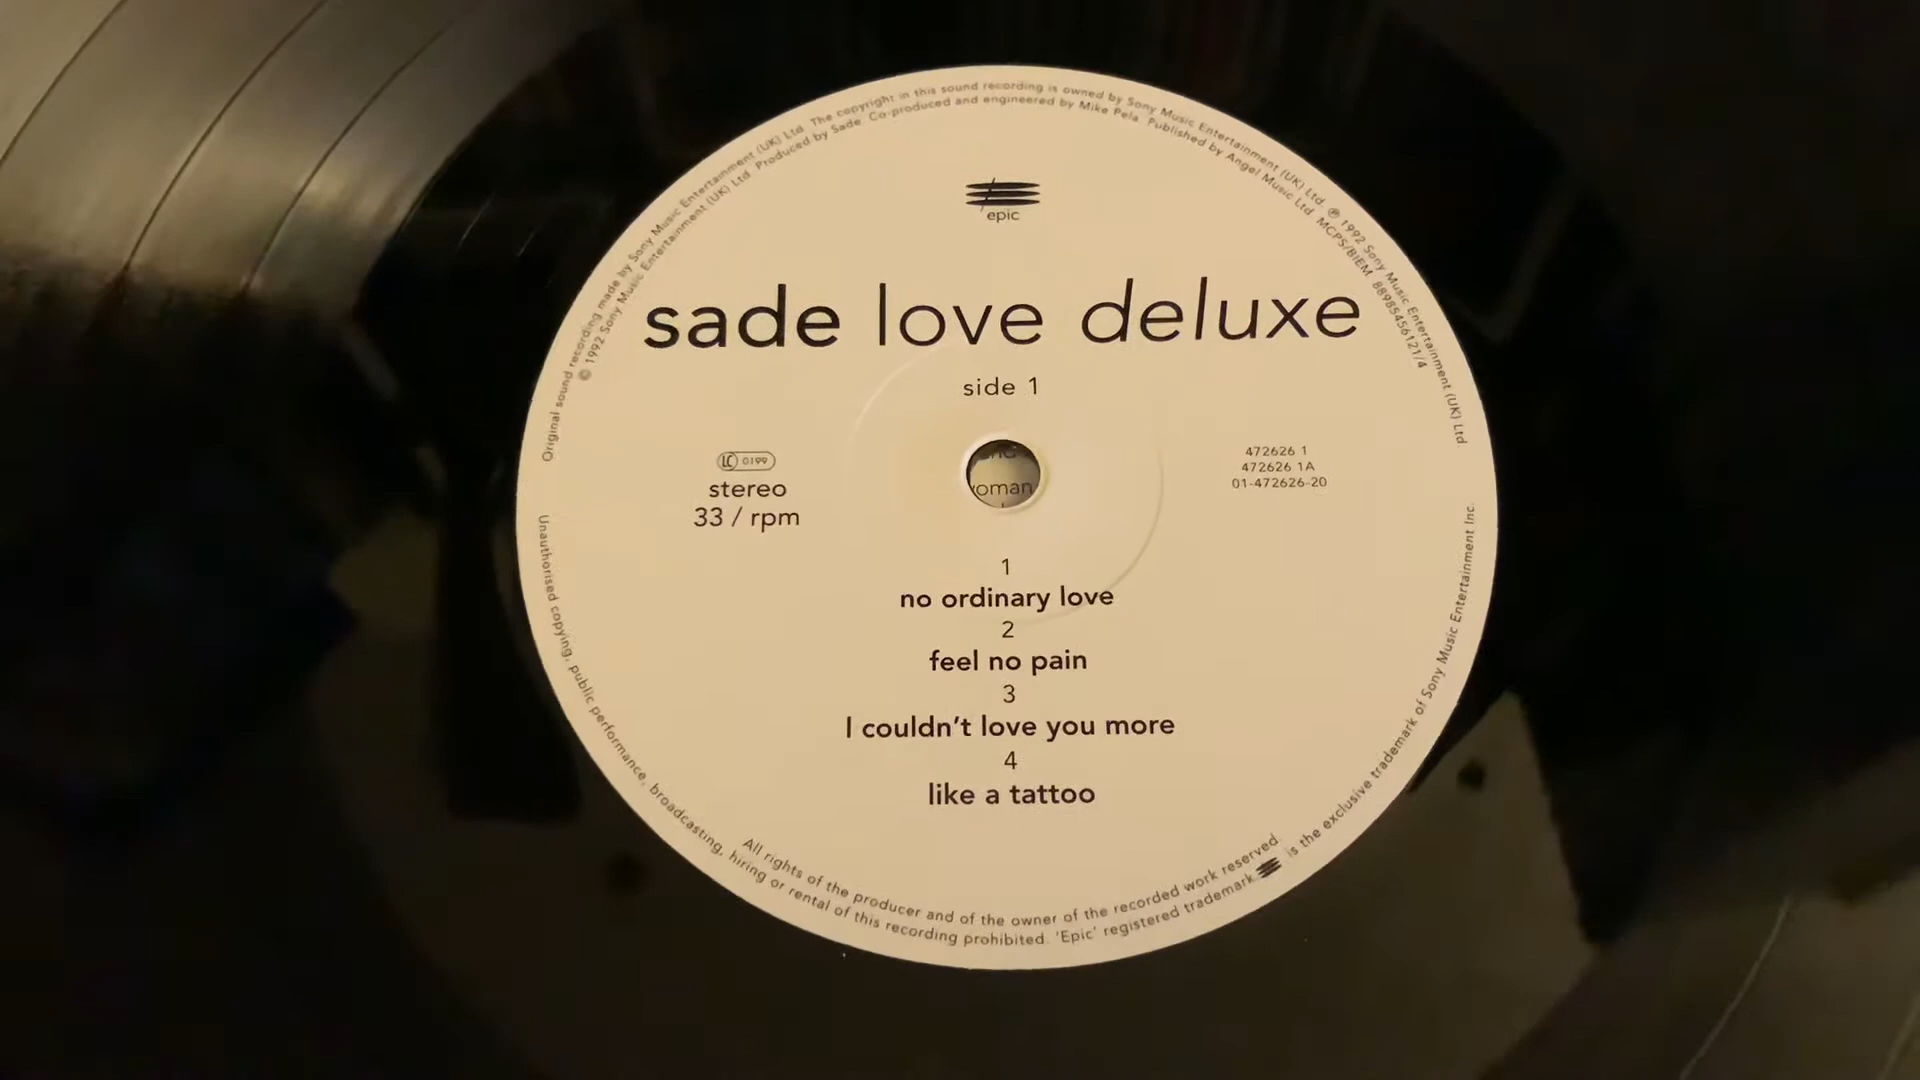 Original sound recording made by Sony Music Entertainment (UK) Ltd. The copyright in this sound recording is owned by Sony Music Entertainment (UK) Ltd. ℗ 1992 Sony Music Entertainment (UK) Ltd
© 1992 Sony Music Entertainment (UK) Ltd. Produced by Sade. Co-produced and engineered by Mike Pela. Published by Angel Music Ltd. MCPS/BIEM. 88985456121/4
epic
sade love deluxe
side 1
LC 0199
stereo
33 / rpm
472626 1
472626 1A
01-472626-20
oman
1
no ordinary love
2
feel no pain
3
I couldn't love you more
4
like a tattoo
All rights of the producer and of the owner of the recorded work reserved.
Unauthorised copying, public performance, broadcasting, hiring or rental of this recording prohibited. 'Epic' registered trademark. is the exclusive trademark of Sony Music Entertainment Inc.